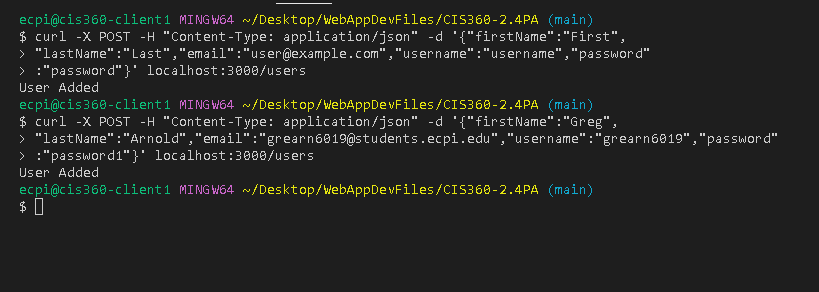 ecpi@cis360-client1 MINGW64 ~/Desktop/WebAppDevFiles/CIS360-2.4PA (main)
$ curl -X POST -H "Content-Type: application/json" -d '{"firstName":"First",
> "lastName":"Last","email":"user@example.com","username":"username","password"
> :"password"}' localhost:3000/users
User Added
ecpi@cis360-client1 MINGW64 ~/Desktop/WebAppDevFiles/CIS360-2.4PA (main)
$ curl -X POST -H "Content-Type: application/json" -d '{"firstName":"Greg",
> "lastName":"Arnold","email":"grearn6019@students.ecpi.edu","username":"grearn6019","password"
> :"password1"}' localhost:3000/users
User Added
ecpi@cis360-client1 MINGW64 ~/Desktop/WebAppDevFiles/CIS360-2.4PA (main)
$